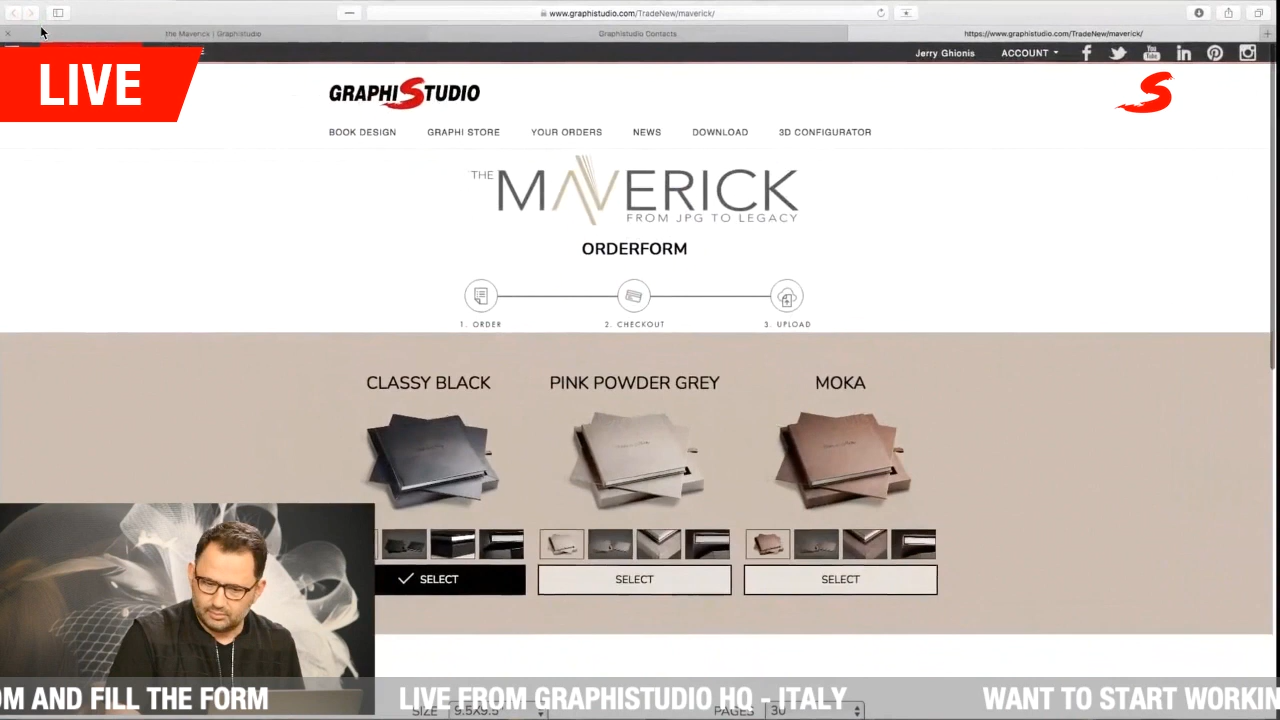 www.graphistudio.com/TradeNew/maverick/
the Maverick | Graphistudio
Graphistudio Contacts
https://www.graphistudio.com/TradeNew/maverick/
Jerry Ghionis
ACCOUNT
LIVE
GRAPHISTUDIO
S
BOOK DESIGN
GRAPHI STORE
YOUR ORDERS
NEWS
DOWNLOAD
3D CONFIGURATOR
THE MAVERICK
FROM JPG TO LEGACY
ORDERFORM
1. ORDER
2. CHECKOUT
3. UPLOAD
CLASSY BLACK
PINK POWDER GREY
MOKA
SELECT
SELECT
SELECT
OM AND FILL THE FORM
LIVE FROM GRAPHISTUDIO HQ - ITALY
WANT TO START WORKIN
SIZE 9.5X9.5"
PAGES 30